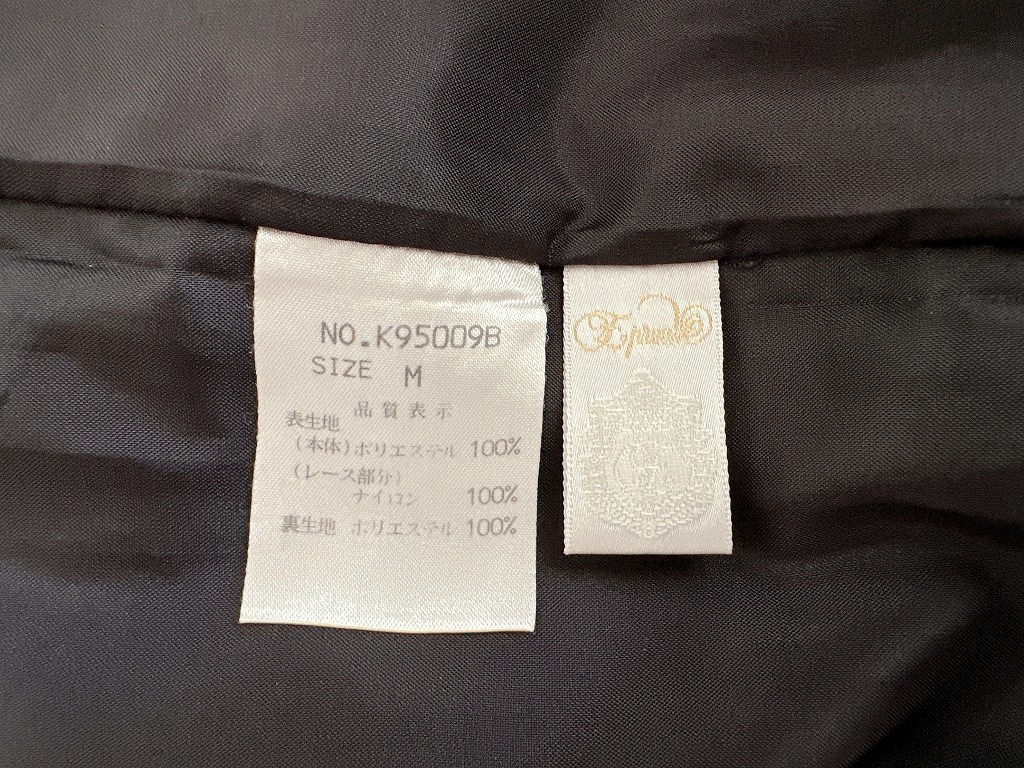 NO.K95009B
SIZE M
品質表示
表生地
(本体)ポリエステル 100%
(レース部分)
ナイロン 100%
裏生地 ポリエステル 100%